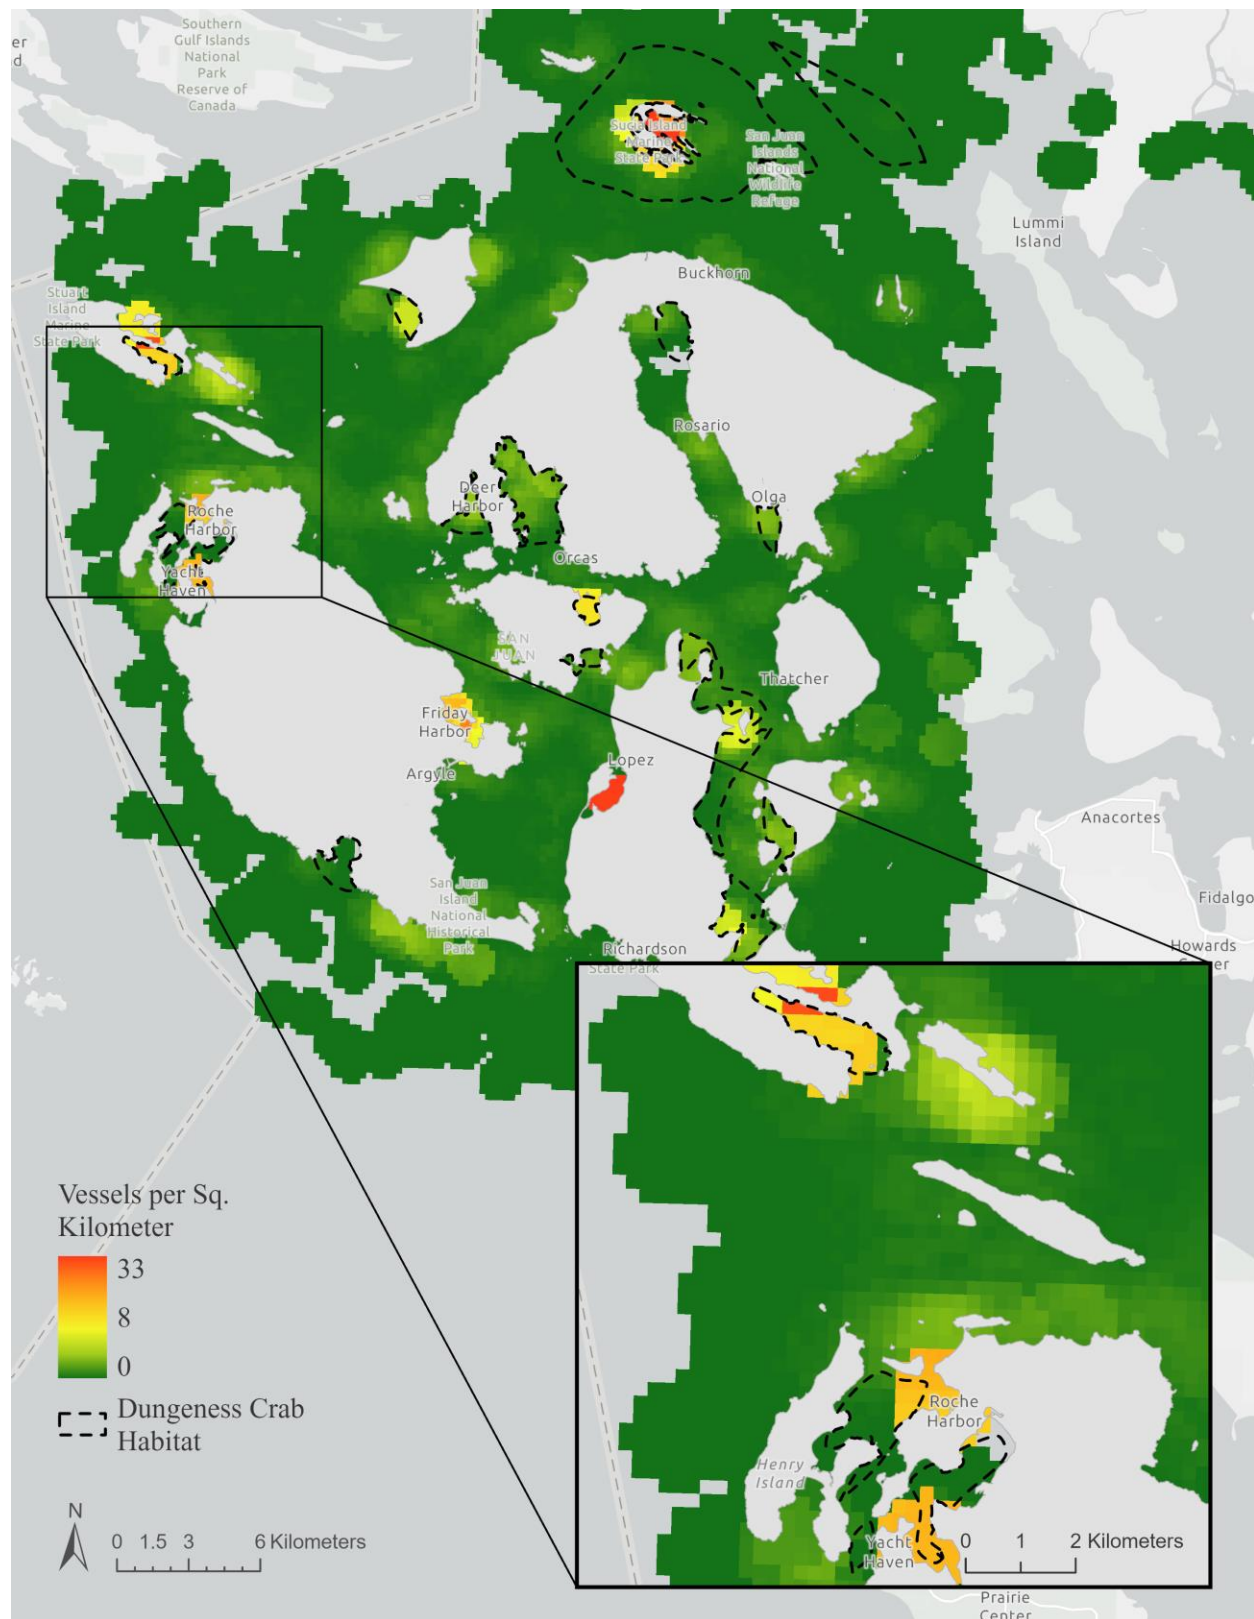 Southern
Gulf Islands
National
Park
Reserve of
Canada
er
d
Sucia Island
Marine
State Park
San Juan
Islands
National
Wildlife
Refuge
Lummi
Island
Buckhorn
Stuart
Island
Marine
State Park
Rosario
Deer
Harbor
Olga
Roche
Harbor
Orcas
Yacht
Haven
SAN
JUAN
Thatcher
Friday
Harbor
Lopez
Argyle
Anacortes
San Juan
Island
National
Historical
Park
Fidalgo
Richardson
State Park
Howards
Vessels per Sq.
Kilometer
33
8
0
Dungeness Crab
Habitat
N
0 1.5 3 6 Kilometers
Roche
Harbor
Henry
Island
Yacht
Haven
0 1 2 Kilometers
Prairie
Center